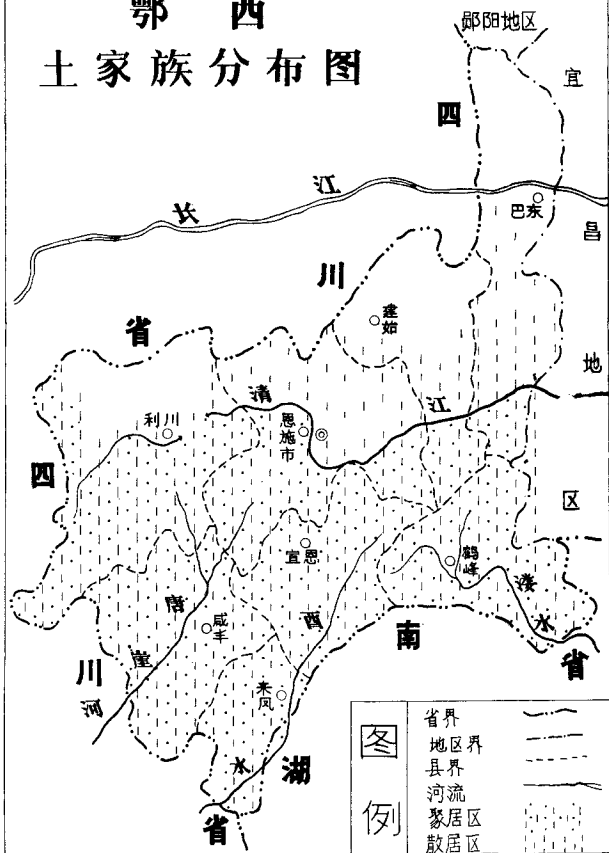 鄂西
土家族分布图
郧阳地区
宜昌地区
四川省
长江
巴东
建始
清江
利川
恩施市
四川省
宣恩
鹤峰
溇水
唐崖河
咸丰
酉水
来凤
湖南省
图例
省界
地区界
县界
河流
聚居区
散居区